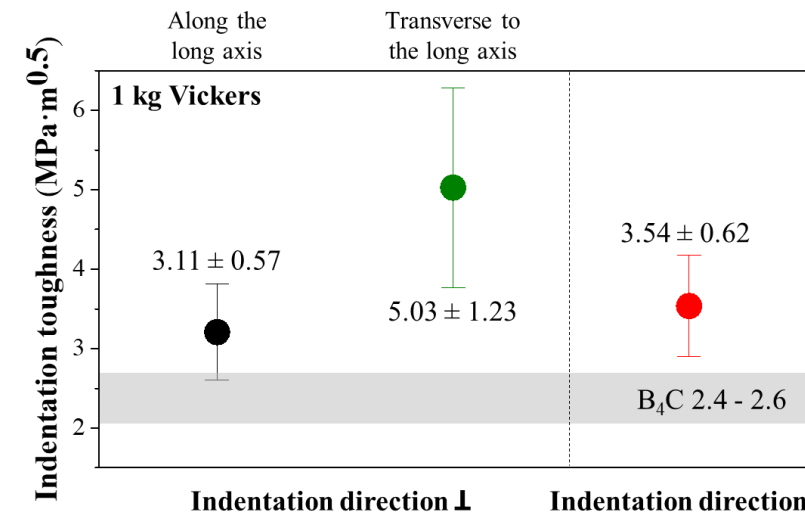 Along the
long axis
Transverse to
the long axis
Indentation toughness (MPa·m^0.5)
1 kg Vickers
6
5
4
3
2
3.11 ± 0.57
5.03 ± 1.23
3.54 ± 0.62
B₄C 2.4 - 2.6
Indentation direction ⊥
Indentation direction